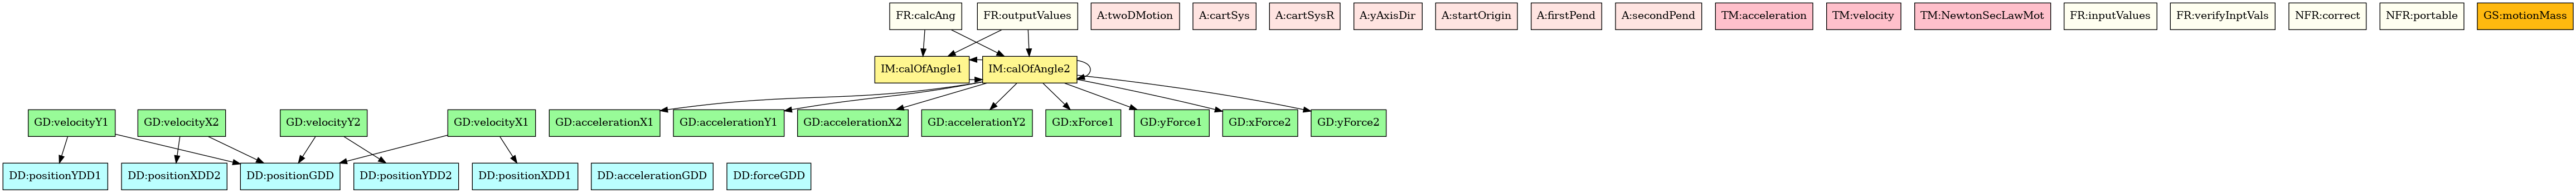 FR:calcAng
FR:outputValues
A:twoDMotion
A:cartSys
A:cartSysR
A:yAxisDir
A:startOrigin
A:firstPend
A:secondPend
TM:acceleration
TM:velocity
TM:NewtonSecLawMot
FR:inputValues
FR:verifyInptVals
NFR:correct
NFR:portable
GS:motionMass
IM:calOfAngle1
IM:calOfAngle2
GD:velocityY1
GD:velocityX2
GD:velocityY2
GD:velocityX1
GD:accelerationX1
GD:accelerationY1
GD:accelerationX2
GD:accelerationY2
GD:xForce1
GD:yForce1
GD:xForce2
GD:yForce2
DD:positionYDD1
DD:positionXDD2
DD:positionGDD
DD:positionYDD2
DD:positionXDD1
DD:accelerationGDD
DD:forceGDD